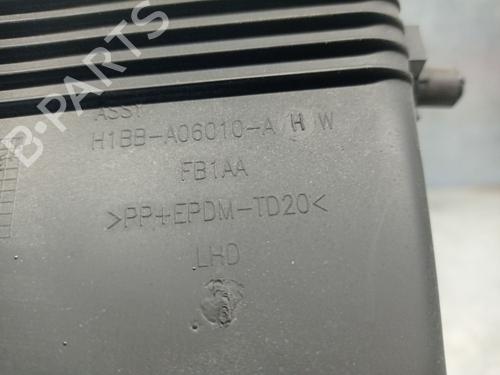 B-PARTS
ASSY
H1BB-A06010-A H W
FB1AA
>PP+EPDM-TD20<
LHD